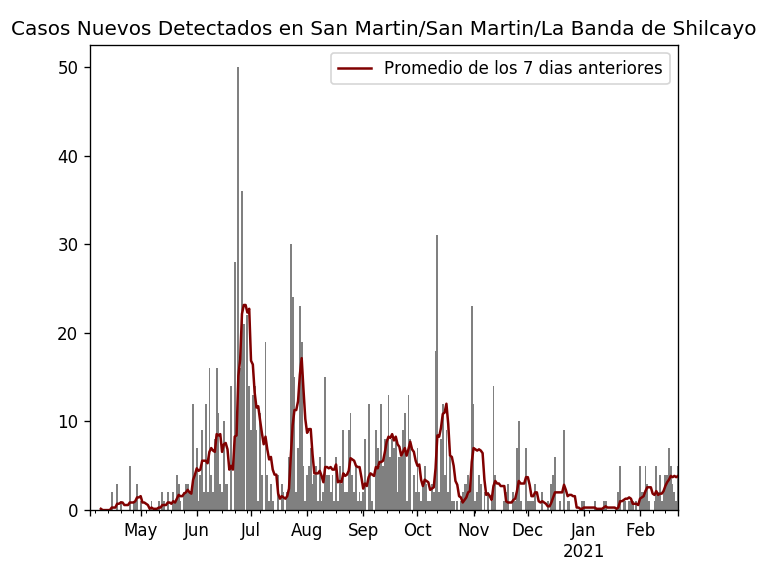 Casos Nuevos Detectados en San Martin/San Martin/La Banda de Shilcayo
Promedio de los 7 dias anteriores
50
40
30
20
10
0
May Jun Jul Aug Sep Oct Nov Dec Jan Feb
2021